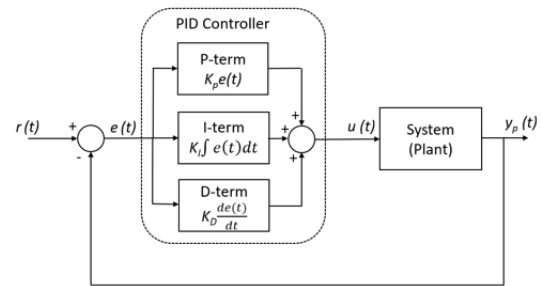 PID Controller
P-term
K_p e(t)
r (t)
+
-
e (t)
I-term
K_I ∫ e(t)dt
+
+
+
u (t)
System
(Plant)
y_p (t)
D-term
K_D de(t)/dt